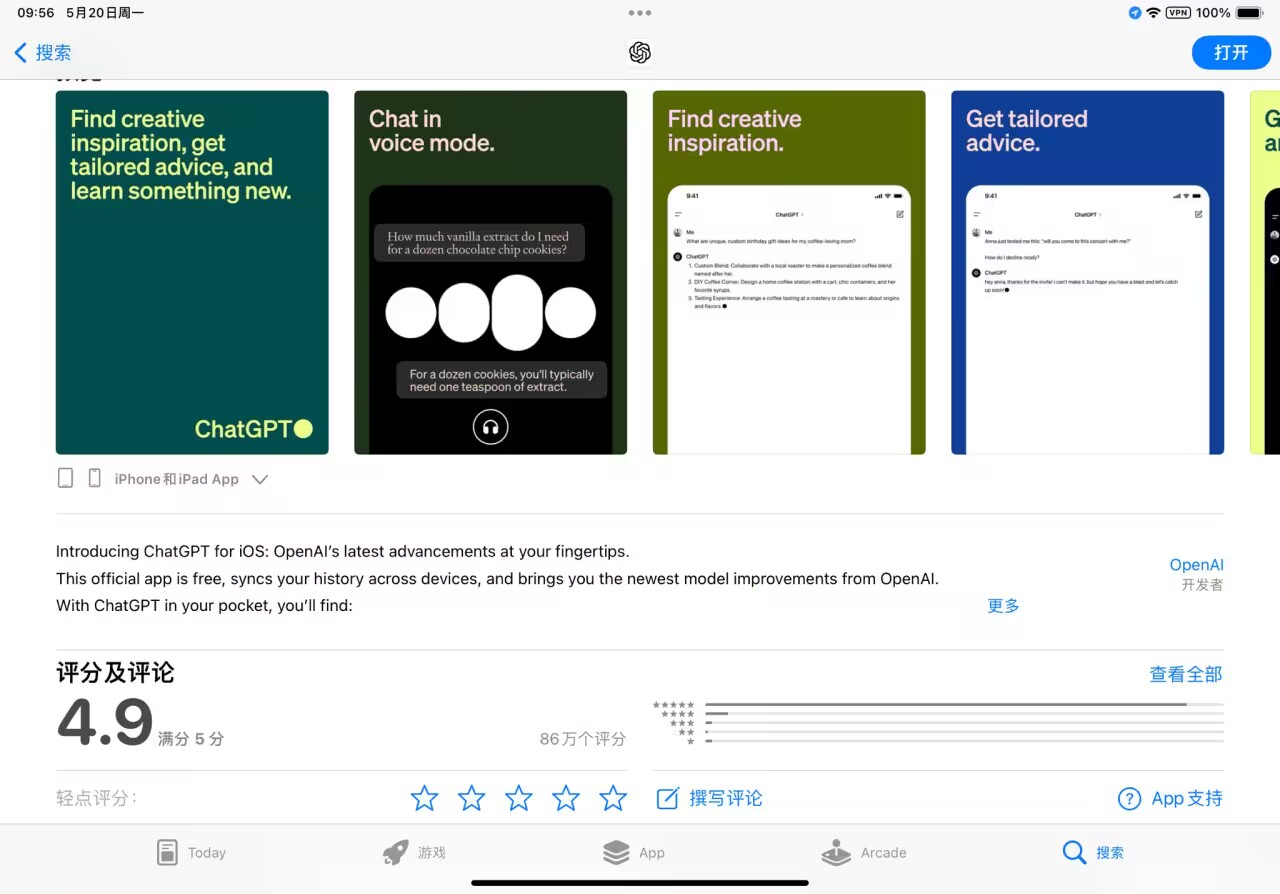 09:56 5月20日周一
VPN 100%
搜索
打开
Find creative
inspiration, get
tailored advice, and
learn something new.
ChatGPT
Chat in
voice mode.
How much vanilla extract do I need
for a dozen chocolate chip cookies?
For a dozen cookies, you'll typically
need one teaspoon of extract.
Find creative
inspiration.
9:41
ChatGPT
Me
What are unique, custom birthday gift ideas for my coffee-loving mom?
ChatGPT
1. Custom Blend: Collaborate with a local roaster to make a personalized coffee blend
named after her.
2. DIY Coffee Corner: Design a home coffee station with a cart, chic containers, and her
favorite syrups.
3. Tasting Experience: Arrange a coffee tasting at a roastery or cafe to learn about origins
and flavors.
Get tailored
advice.
9:41
ChatGPT
Me
Anna just texted me this: "will you come to this concert with me?"
How do I decline nicely?
ChatGPT
hey anna, thanks for the invite! I can't make it, but hope you have a blast and let's catch
up soon!
iPhone和iPad App
Introducing ChatGPT for iOS: OpenAI’s latest advancements at your fingertips.
This official app is free, syncs your history across devices, and brings you the newest model improvements from OpenAI.
With ChatGPT in your pocket, you’ll find:
更多
OpenAI
开发者
评分及评论
查看全部
4.9 满分 5 分
86万个评分
轻点评分：
撰写评论
App 支持
Today
游戏
App
Arcade
搜索